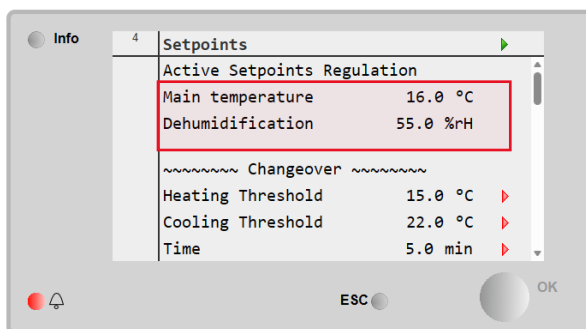 Info
4
Setpoints
Active Setpoints Regulation
Main temperature 16.0 °C
Dehumidification 55.0 %rH
~~~~~~~~ Changeover ~~~~~~~~
Heating Threshold 15.0 °C
Cooling Threshold 22.0 °C
Time 5.0 min
ESC
OK